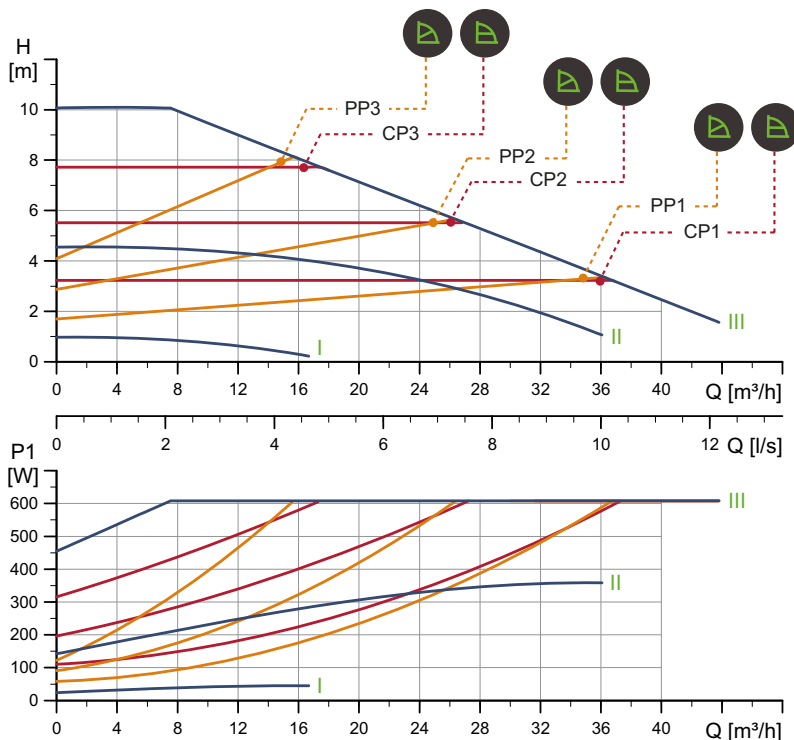 H
[m]
10
8
6
4
2
0
PP3
CP3
PP2
CP2
PP1
CP1
I
II
III
0 4 8 12 16 20 24 28 32 36 40 Q [m³/h]
0 2 4 6 8 10 12 Q [l/s]
P1
[W]
600
500
400
300
200
100
0
III
II
I
0 4 8 12 16 20 24 28 32 36 40 Q [m³/h]